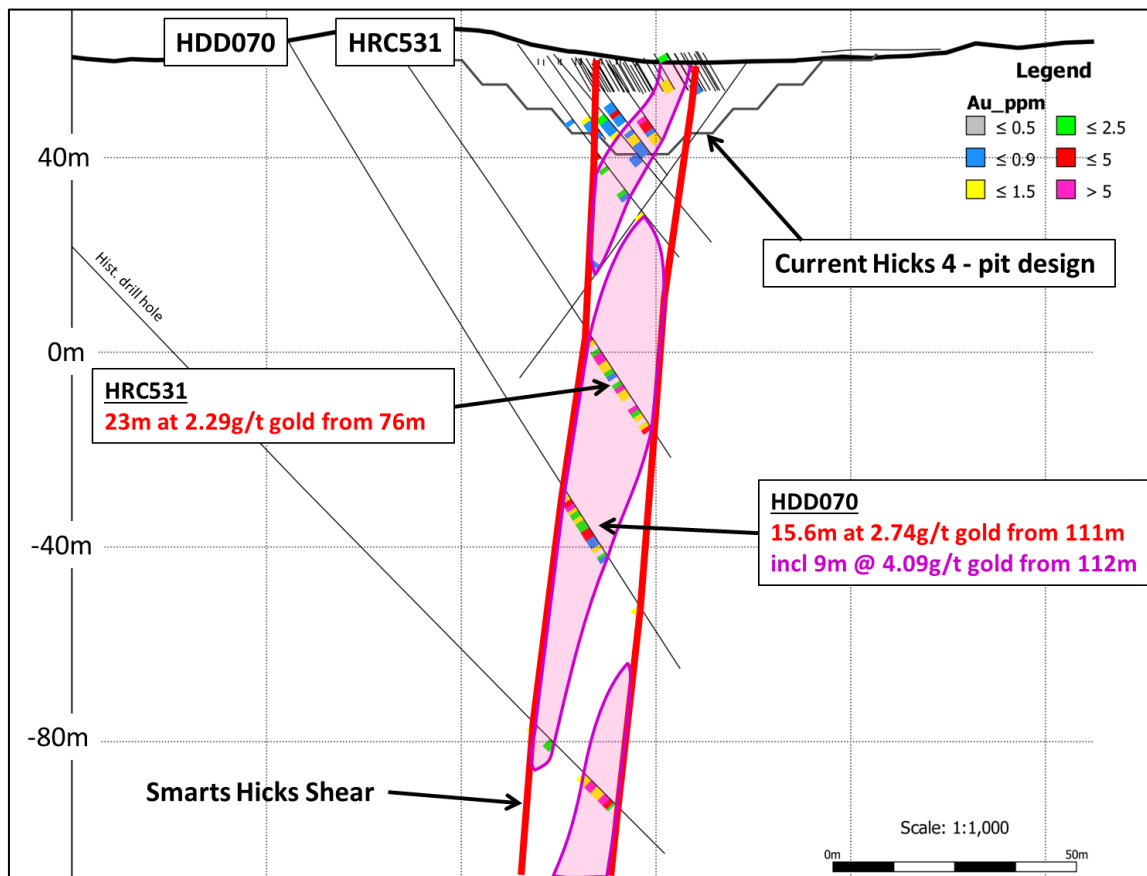 HDD070
HRC531
Legend
Au_ppm
≤ 0.5
≤ 2.5
≤ 0.9
≤ 5
≤ 1.5
> 5
40m
Current Hicks 4 - pit design
Hist. drill hole
0m
HRC531
23m at 2.29g/t gold from 76m
HDD070
15.6m at 2.74g/t gold from 111m
incl 9m @ 4.09g/t gold from 112m
-40m
-80m
Smarts Hicks Shear
Scale: 1:1,000
0m
50m